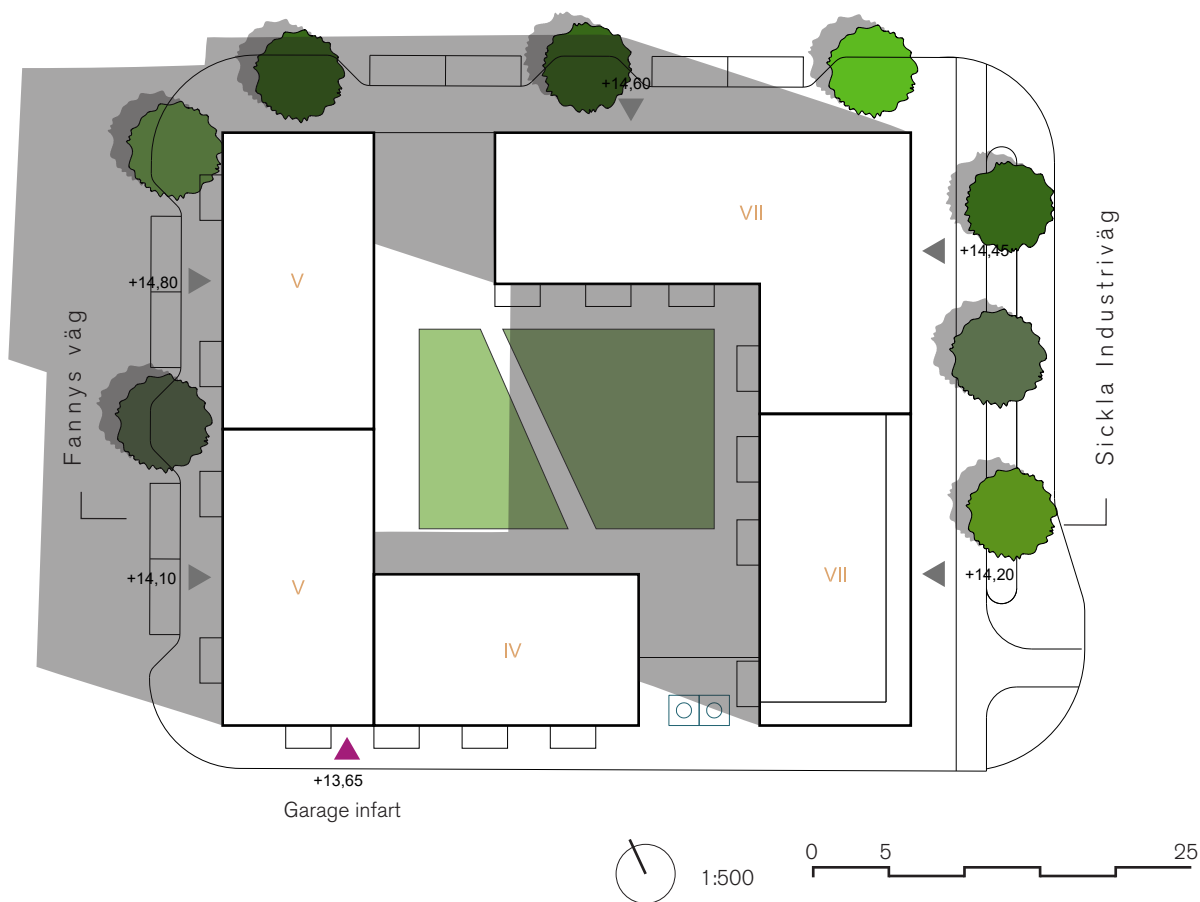 +14,60
VII
+14,45
+14,80
V
Fannys väg
Sickla Industriväg
+14,10
V
VII
+14,20
IV
+13,65
Garage infart
1:500
0 5 25